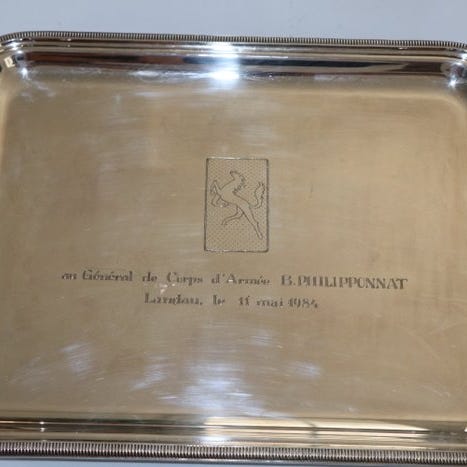 au Général de Corps d'Armée B.PHILIPPONNAT
Landau, le 11 mai 1984